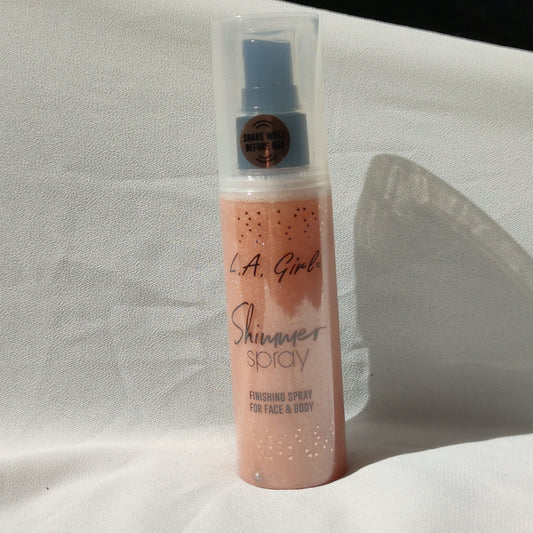 SHAKE WELL
BEFORE USE
L.A. Girl
Shimmer
spray
FINISHING SPRAY
FOR FACE & BODY